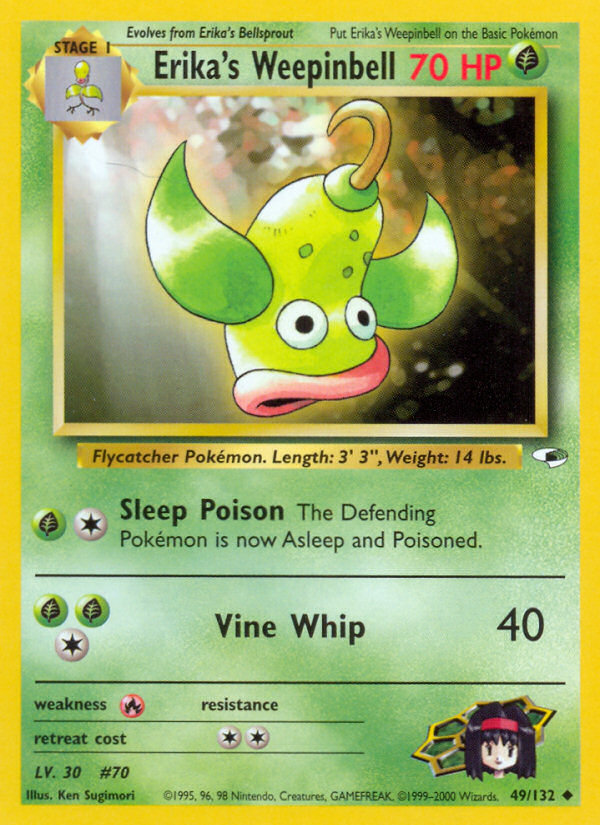 Evolves from Erika's Bellsprout Put Erika's Weepinbell on the Basic Pokémon
STAGE 1
Erika's Weepinbell 70 HP
Flycatcher Pokémon. Length: 3' 3", Weight: 14 lbs.
Sleep Poison The Defending
Pokémon is now Asleep and Poisoned.
Vine Whip 40
weakness resistance
retreat cost
LV. 30 #70
Illus. Ken Sugimori ©1995, 96, 98 Nintendo, Creatures, GAMEFREAK. ©1999–2000 Wizards. 49/132